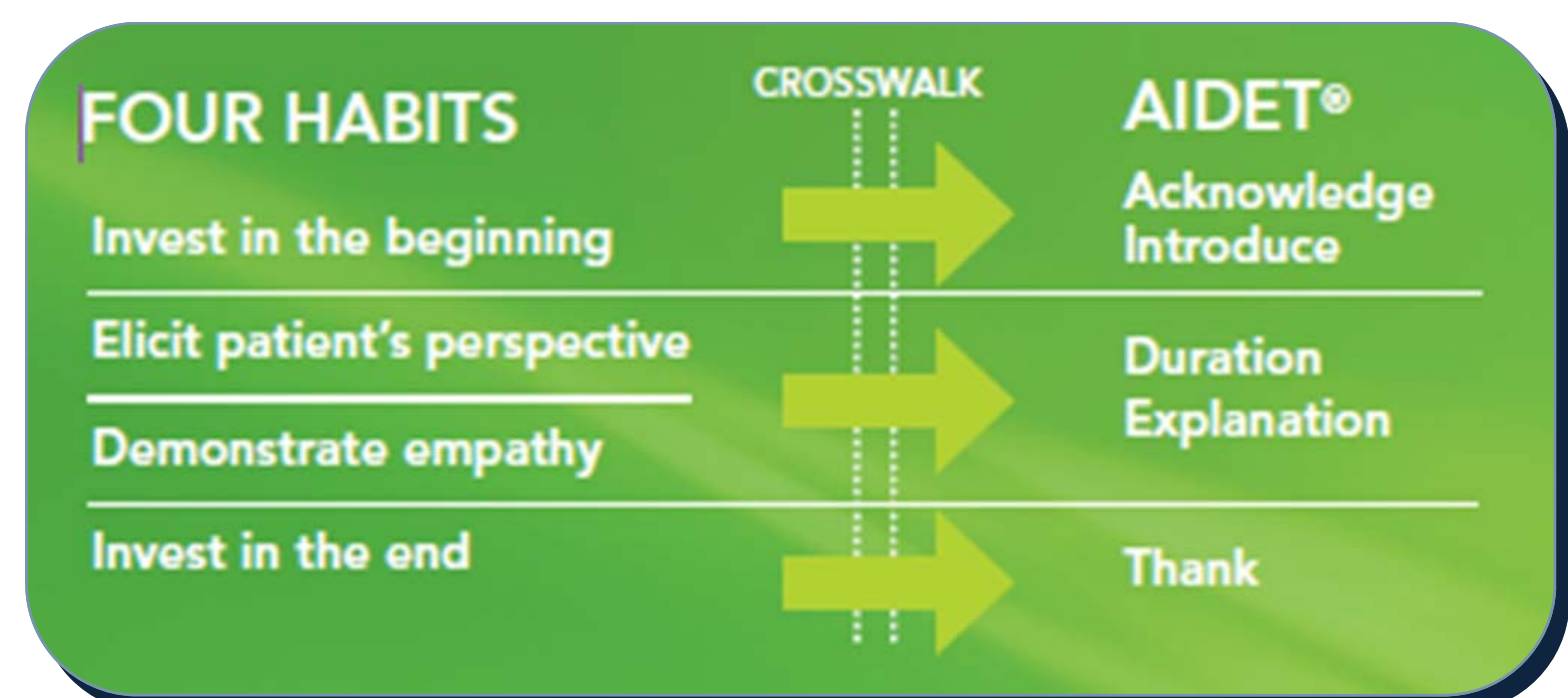 FOUR HABITS
CROSSWALK
AIDET®
Invest in the beginning
Acknowledge
Introduce
Elicit patient’s perspective
Demonstrate empathy
Duration
Explanation
Invest in the end
Thank